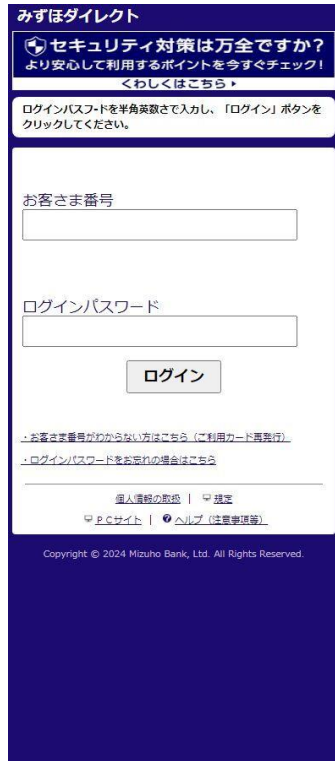 みずほダイレクト
セキュリティ対策は万全ですか?
より安心して利用するポイントを今すぐチェック!
くわしくはこちら▶
ログインパスフｰドを半角英数さで入カし、「ログイン」ボタンを
クリックしてください。
お客さま番号
ログインパスワード
ログイン
・お客さま番号がわからない方はこちら（ご利用カード再発行）
・ログインパスワードをお忘れの場合はこちら
個人情報の取扱 | 規定
ＰＣサイト | ヘルプ（注意事項等）
Copyright © 2024 Mizuho Bank, Ltd. All Rights Reserved.